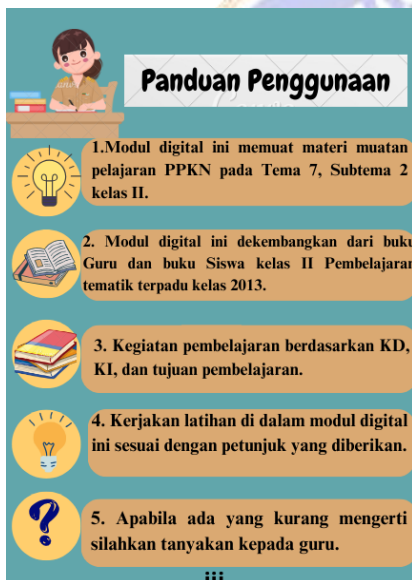 Panduan Penggunaan
1.Modul digital ini memuat materi muatan
pelajaran PPKN pada Tema 7, Subtema 2
kelas II.
2. Modul digital ini dekembangkan dari buku
Guru dan buku Siswa kelas II Pembelajaran
tematik terpadu kelas 2013.
3. Kegiatan pembelajaran berdasarkan KD,
KI, dan tujuan pembelajaran.
4. Kerjakan latihan di dalam modul digital
ini sesuai dengan petunjuk yang diberikan.
5. Apabila ada yang kurang mengerti
silahkan tanyakan kepada guru.
iii